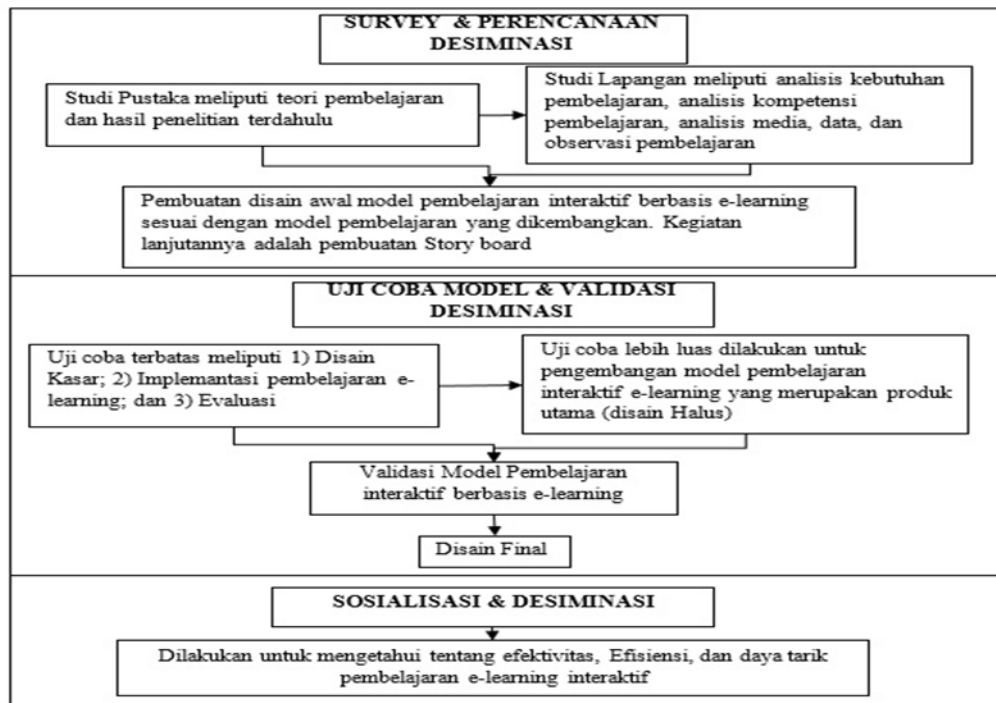 SURVEY & PERENCANAAN
DESIMINASI
Studi Pustaka meliputi teori pembelajaran
dan hasil penelitian terdahulu
Studi Lapangan meliputi analisis kebutuhan
pembelajaran, analisis kompetensi
pembelajaran, analisis media, data, dan
observasi pembelajaran
Pembuatan disain awal model pembelajaran interaktif berbasis e-learning
sesuai dengan model pembelajaran yang dikembangkan. Kegiatan
lanjutannya adalah pembuatan Story board
UJI COBA MODEL & VALIDASI
DESIMINASI
Uji coba terbatas meliputi 1) Disain
Kasar; 2) Implemantasi pembelajaran e-
learning; dan 3) Evaluasi
Uji coba lebih luas dilakukan untuk
pengembangan model pembelajaran
interaktif e-learning yang merupakan produk
utama (disain Halus)
Validasi Model Pembelajaran
interaktif berbasis e-learning
Disain Final
SOSIALISASI & DESIMINASI
Dilakukan untuk mengetahui tentang efektivitas, Efisiensi, dan daya tarik
pembelajaran e-learning interaktif